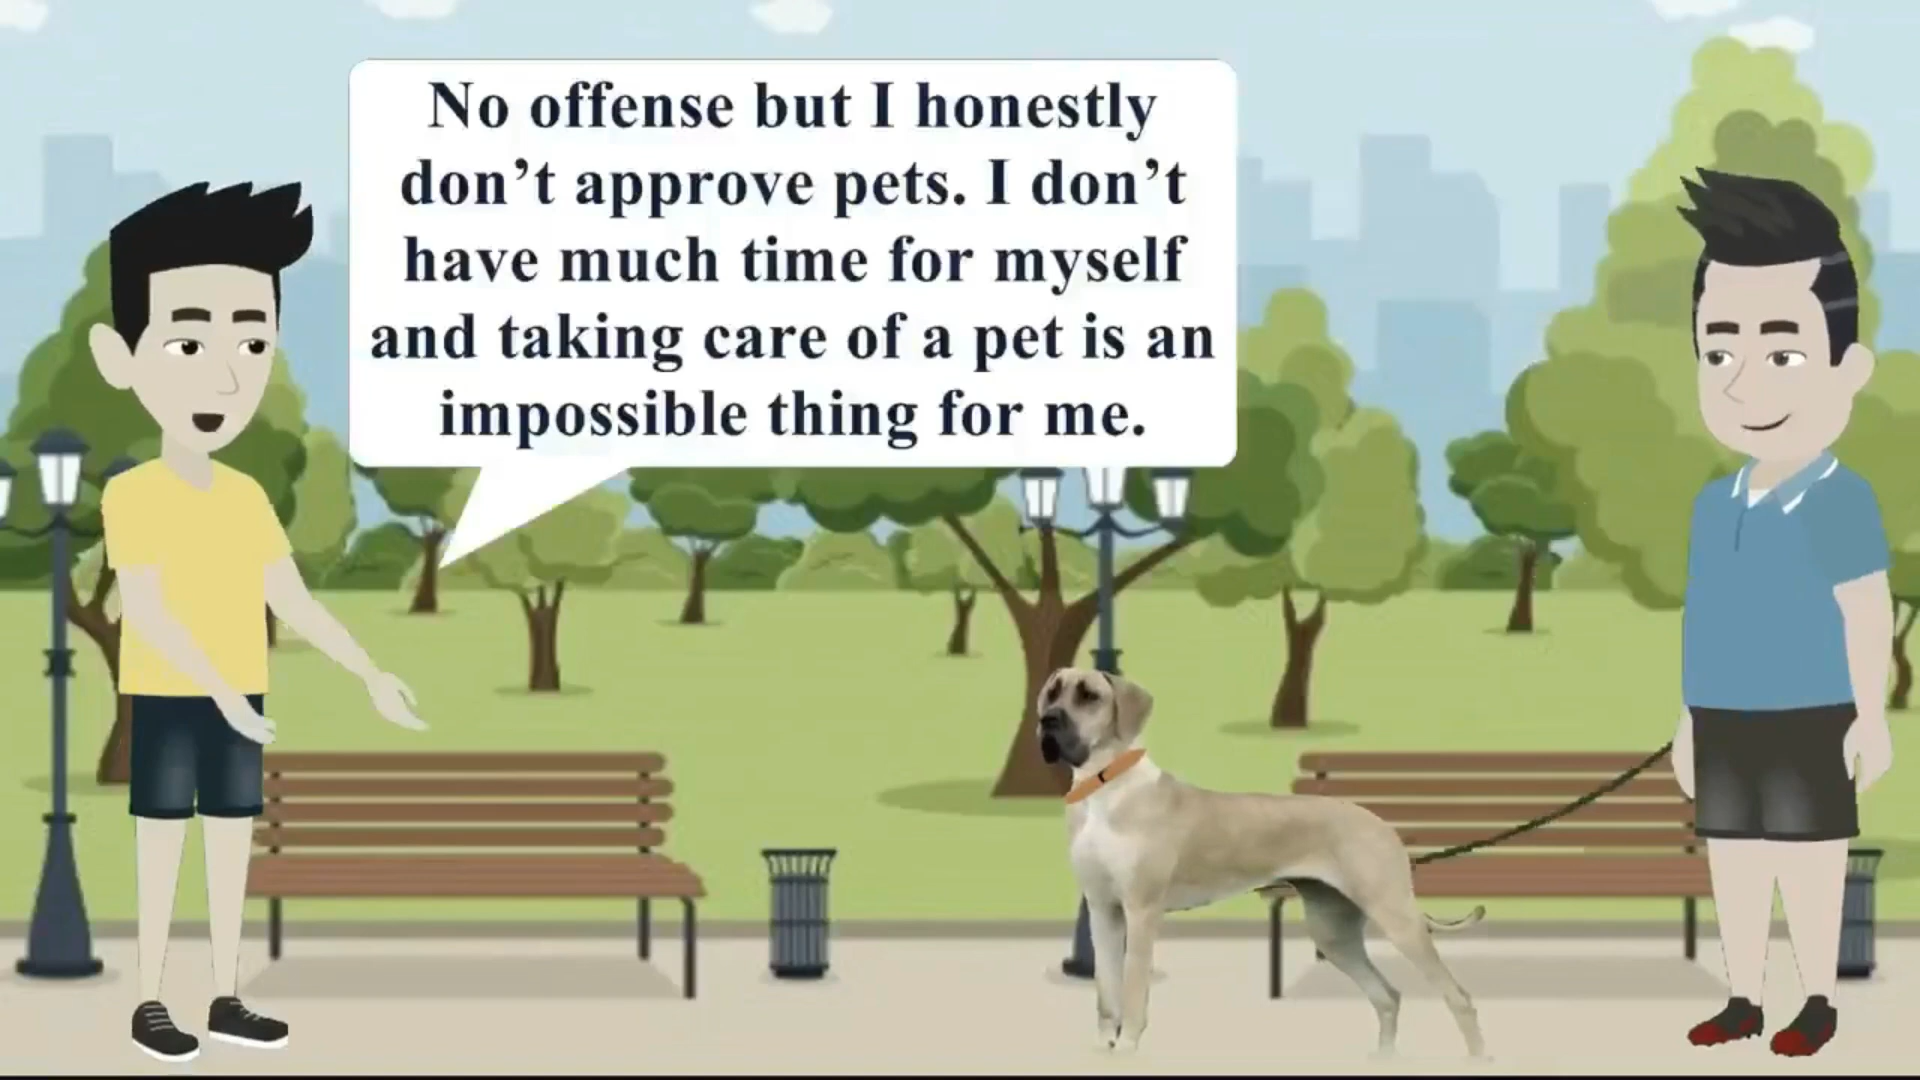 No offense but I honestly
don’t approve pets. I don’t
have much time for myself
and taking care of a pet is an
impossible thing for me.